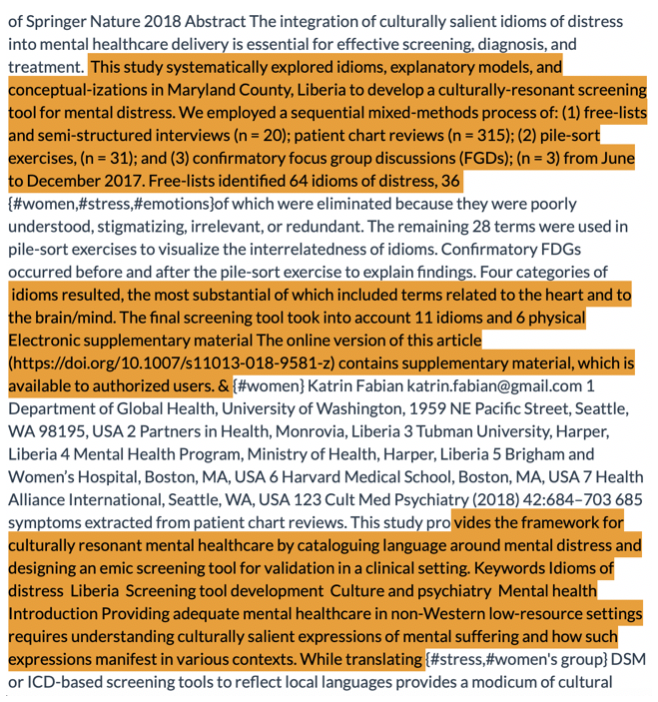 of Springer Nature 2018 Abstract The integration of culturally salient idioms of distress
into mental healthcare delivery is essential for effective screening, diagnosis, and
treatment. This study systematically explored idioms, explanatory models, and
conceptual-izations in Maryland County, Liberia to develop a culturally-resonant screening
tool for mental distress. We employed a sequential mixed-methods process of: (1) free-lists
and semi-structured interviews (n = 20); patient chart reviews (n = 315); (2) pile-sort
exercises, (n = 31); and (3) confirmatory focus group discussions (FGDs); (n = 3) from June
to December 2017. Free-lists identified 64 idioms of distress, 36
{#women,#stress,#emotions}of which were eliminated because they were poorly
understood, stigmatizing, irrelevant, or redundant. The remaining 28 terms were used in
pile-sort exercises to visualize the interrelatedness of idioms. Confirmatory FDGs
occurred before and after the pile-sort exercise to explain findings. Four categories of
idioms resulted, the most substantial of which included terms related to the heart and to
the brain/mind. The final screening tool took into account 11 idioms and 6 physical
Electronic supplementary material The online version of this article
(https://doi.org/10.1007/s11013-018-9581-z) contains supplementary material, which is
available to authorized users. & {#women} Katrin Fabian katrin.fabian@gmail.com 1
Department of Global Health, University of Washington, 1959 NE Pacific Street, Seattle,
WA 98195, USA 2 Partners in Health, Monrovia, Liberia 3 Tubman University, Harper,
Liberia 4 Mental Health Program, Ministry of Health, Harper, Liberia 5 Brigham and
Women's Hospital, Boston, MA, USA 6 Harvard Medical School, Boston, MA, USA 7 Health
Alliance International, Seattle, WA, USA 123 Cult Med Psychiatry (2018) 42:684–703 685
symptoms extracted from patient chart reviews. This study pro vides the framework for
culturally resonant mental healthcare by cataloguing language around mental distress and
designing an emic screening tool for validation in a clinical setting. Keywords Idioms of
distress Liberia Screening tool development Culture and psychiatry Mental health
Introduction Providing adequate mental healthcare in non-Western low-resource settings
requires understanding culturally salient expressions of mental suffering and how such
expressions manifest in various contexts. While translating {#stress,#women's group} DSM
or ICD-based screening tools to reflect local languages provides a modicum of cultural